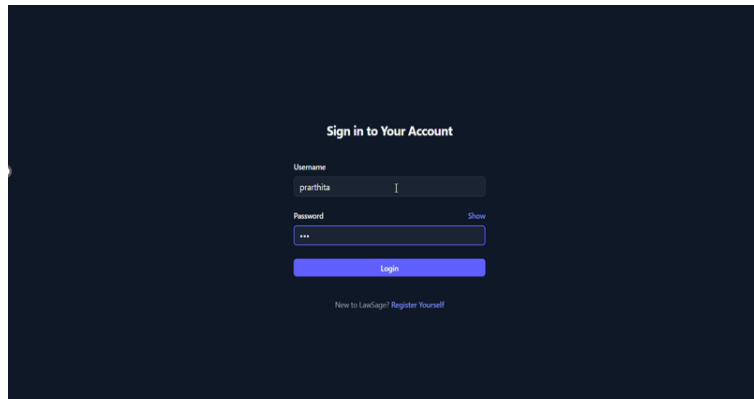 Sign in to Your Account
Username
prarthita
Password Show
•••
Login
New to LawSage? Register Yourself